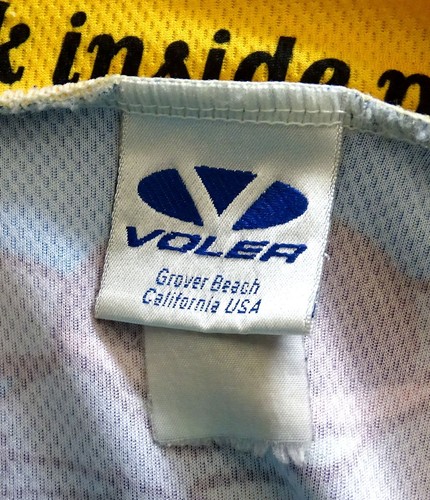 k inside
VOLER
Grover Beach
California USA